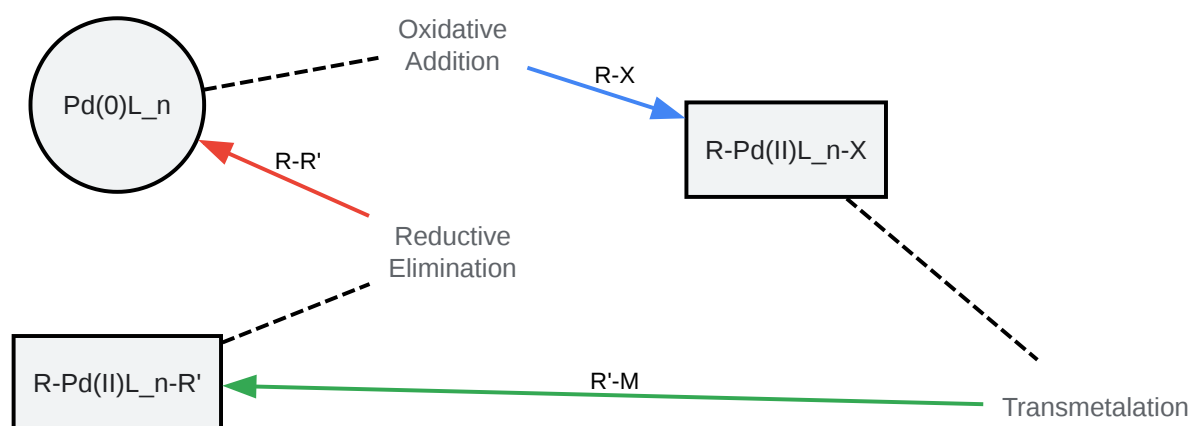 Oxidative
Addition
R-X
Pd(0)L_n
R-Pd(II)L_n-X
R-R'
Reductive
Elimination
R-Pd(II)L_n-R'
R'-M
Transmetalation